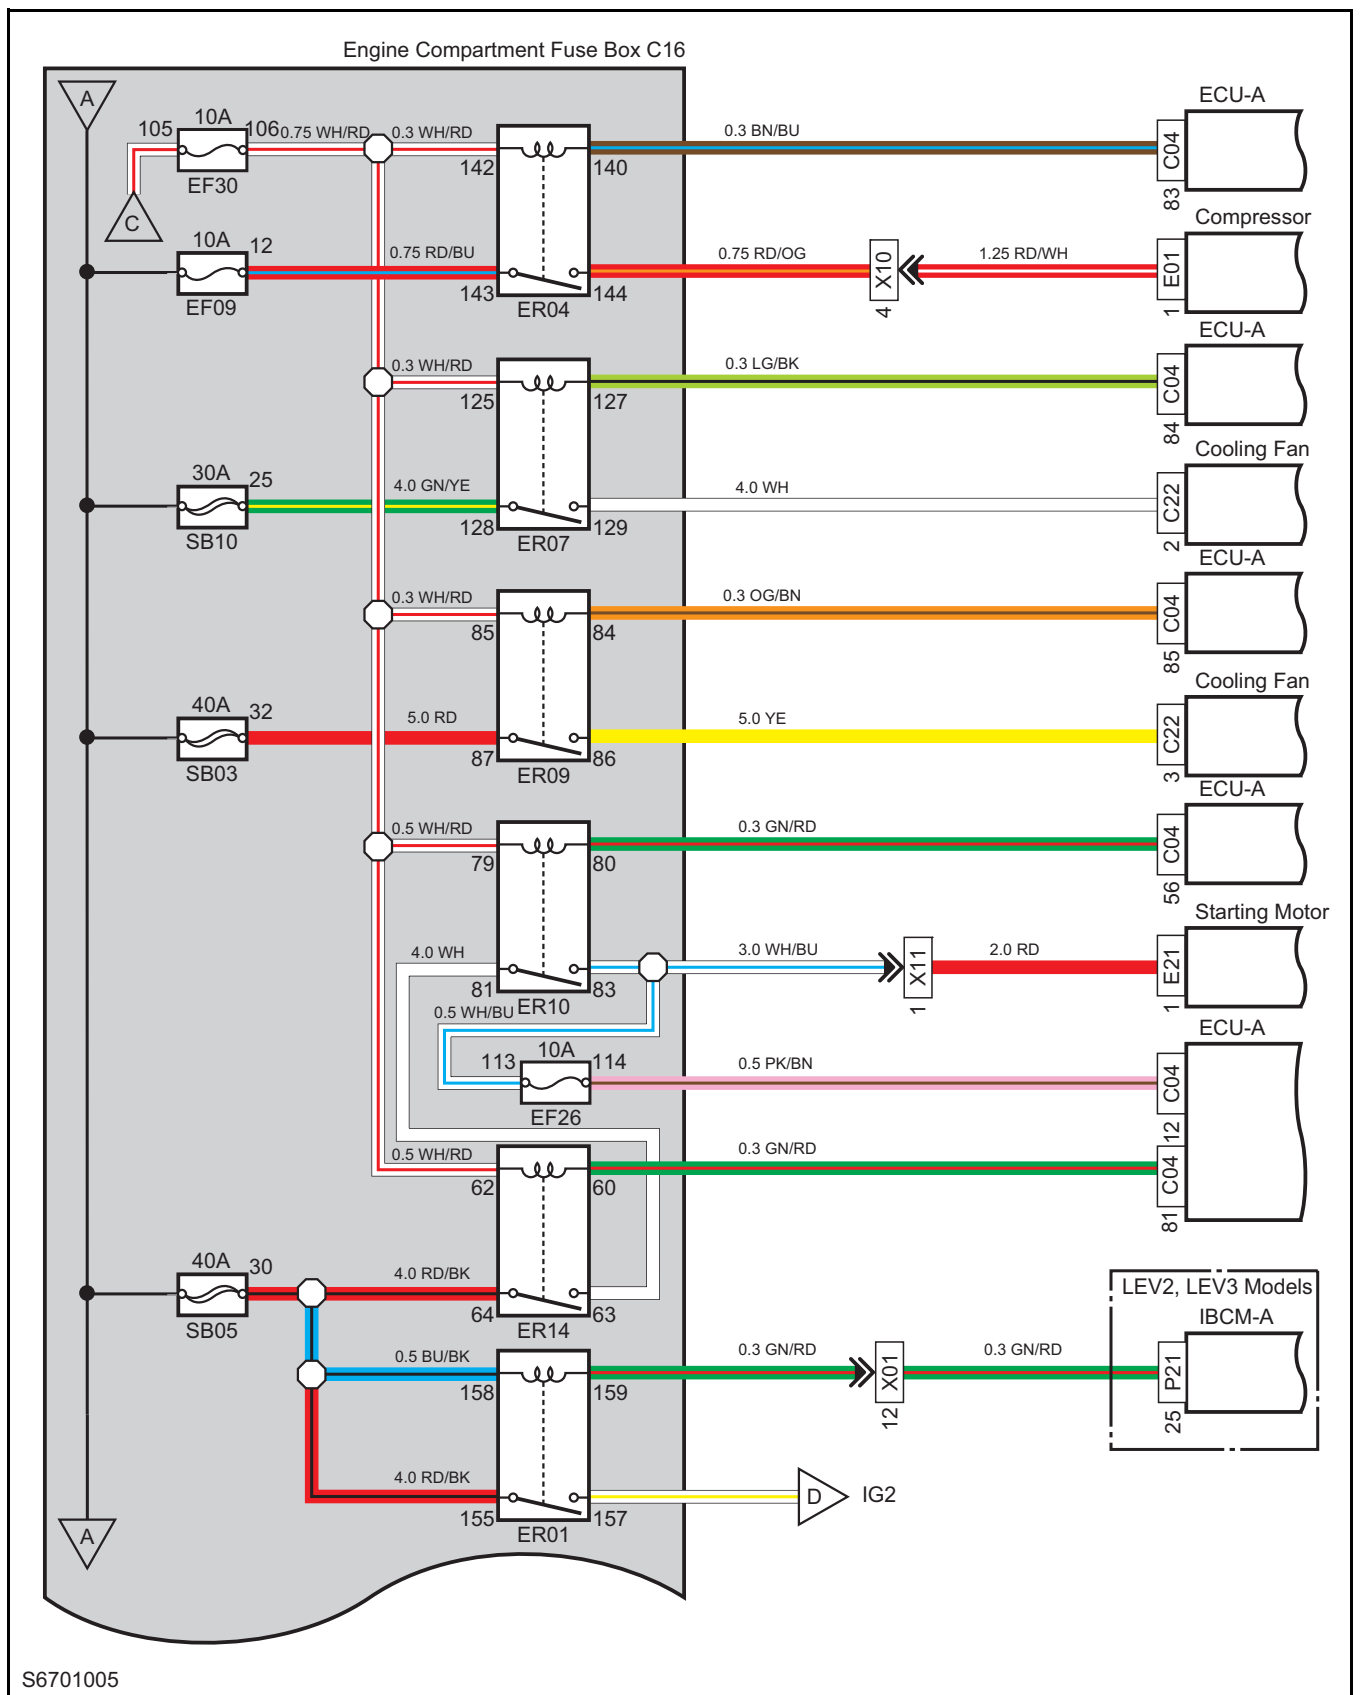 Engine Compartment Fuse Box C16
A
ECU-A
10A
105
106
0.75 WH/RD
0.3 WH/RD
0.3 BN/BU
C04
142
140
EF30
83
C
Compressor
10A
12
0.75 RD/BU
0.75 RD/OG
X10
1.25 RD/WH
E01
143
144
EF09
ER04
4
1
ECU-A
0.3 WH/RD
0.3 LG/BK
C04
125
127
84
Cooling Fan
30A
25
4.0 GN/YE
4.0 WH
C22
128
129
SB10
ER07
2
ECU-A
0.3 WH/RD
0.3 OG/BN
C04
85
84
85
Cooling Fan
40A
32
5.0 RD
5.0 YE
C22
87
86
SB03
ER09
3
ECU-A
0.5 WH/RD
0.3 GN/RD
C04
79
80
56
Starting Motor
4.0 WH
3.0 WH/BU
X11
2.0 RD
E21
81
83
0.5 WH/BU
ER10
1
1
ECU-A
10A
113
114
0.5 PK/BN
C04
EF26
12
0.5 WH/RD
0.3 GN/RD
C04
62
60
81
40A
30
4.0 RD/BK
64
63
SB05
ER14
LEV2, LEV3 Models
IBCM-A
0.5 BU/BK
0.3 GN/RD
X01
0.3 GN/RD
P21
158
159
12
25
4.0 RD/BK
D
IG2
155
157
ER01
A
S6701005